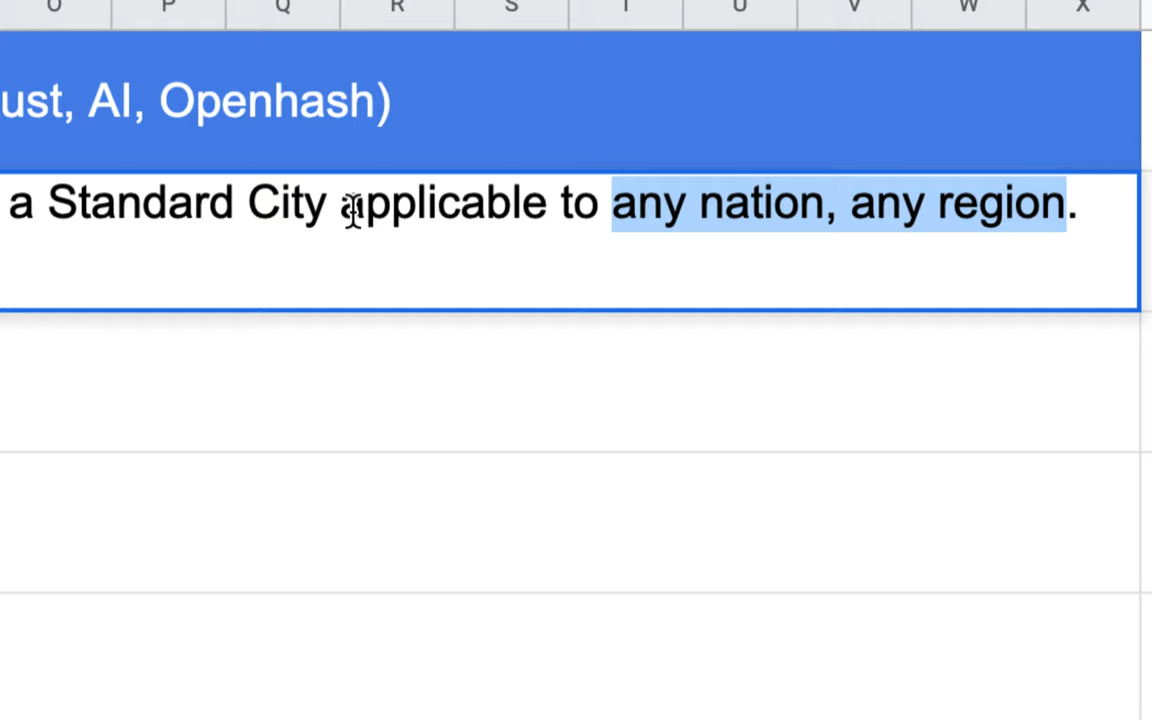 O P Q R S T U V W X
ust, AI, Openhash)
a Standard City applicable to any nation, any region.